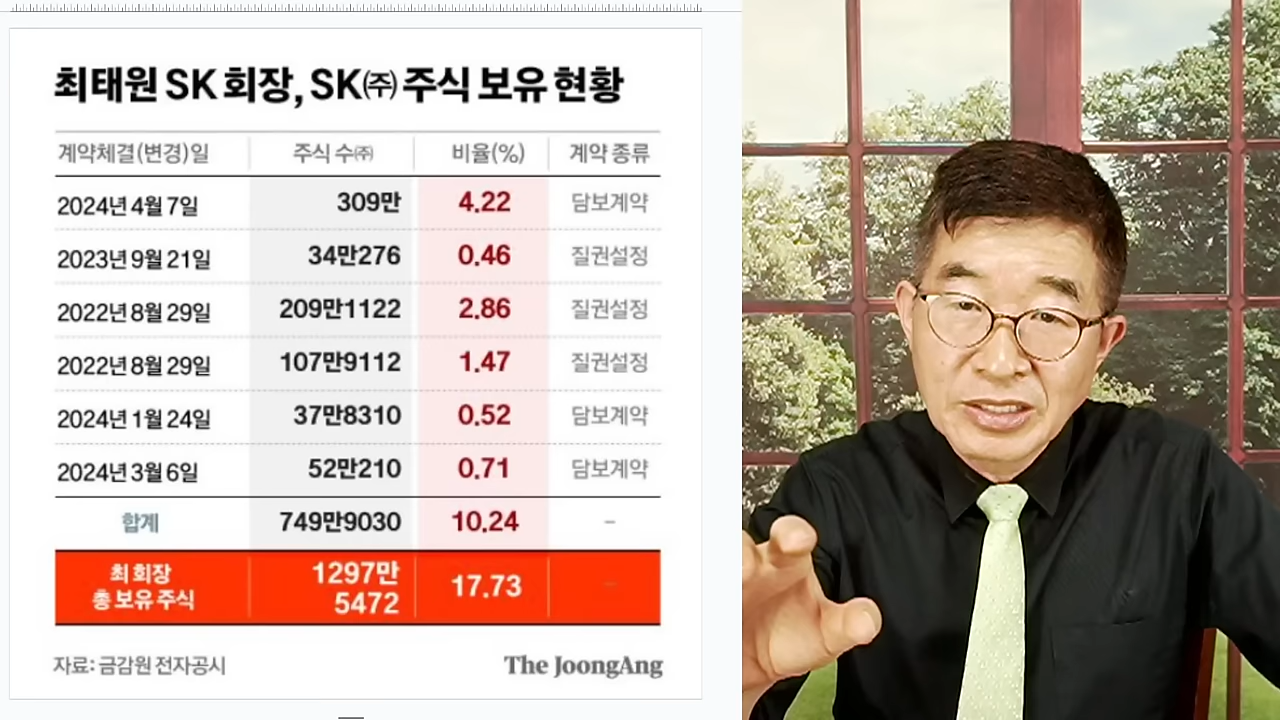 최태원 SK 회장, SK㈜ 주식 보유 현황
계약체결(변경)일 주식 수㈜ 비율(%) 계약 종류
2024년 4월 7일 309만 4.22 담보계약
2023년 9월 21일 34만276 0.46 질권설정
2022년 8월 29일 209만1122 2.86 질권설정
2022년 8월 29일 107만9112 1.47 질권설정
2024년 1월 24일 37만8310 0.52 담보계약
2024년 3월 6일 52만210 0.71 담보계약
합계 749만9030 10.24 –
최 회장
총 보유 주식
1297만
5472
17.73 –
자료: 금감원 전자공시 The JoongAng